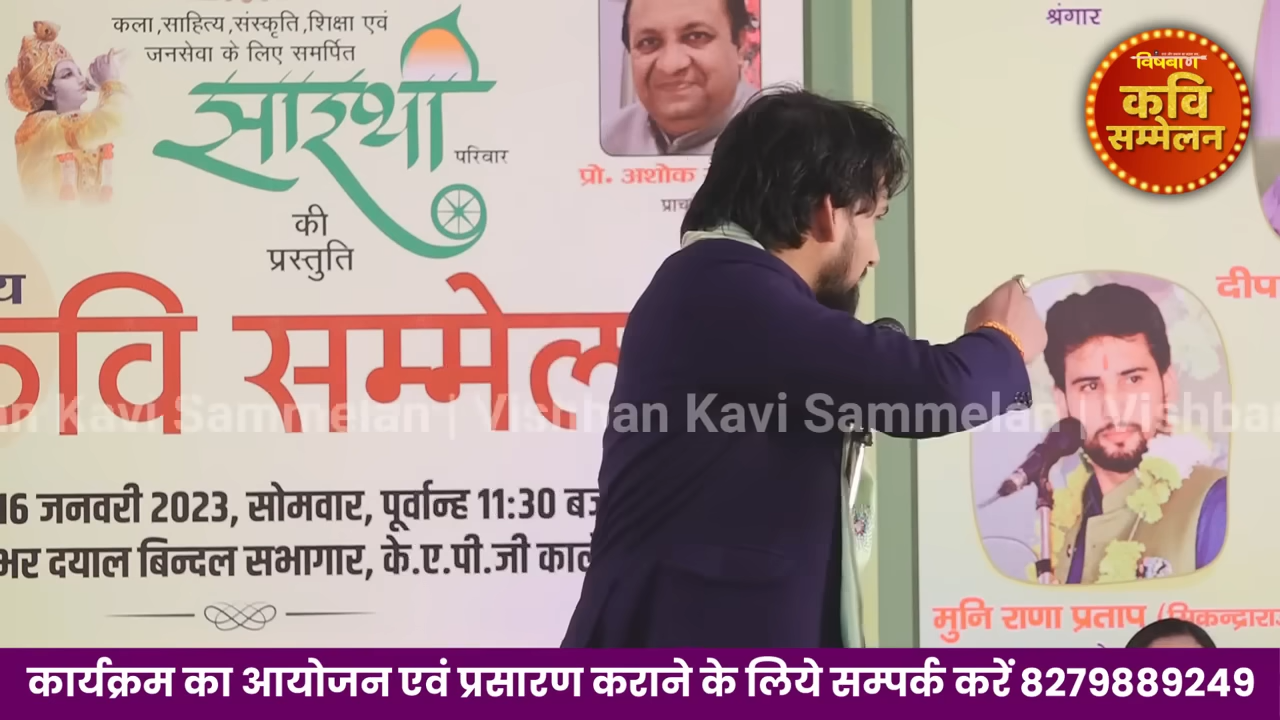 कला,साहित्य,संस्कृति,शिक्षा एवं
जनसेवा के लिए समर्पित
सारथी
परिवार
की
प्रस्तुति
कवि सम्मेल
16 जनवरी 2023, सोमवार, पूर्वान्ह 11:30
दयाल बिन्दल सभागार, के.ए.पी.जी
प्रो. अशोक
श्रंगार
विषबाण
कवि
सम्मेलन
मुनि राणा प्रताप
Kavi Sammelan | Vishban Kavi Sammelan |
कार्यक्रम का आयोजन एवं प्रसारण कराने के लिये सम्पर्क करें 8279889249